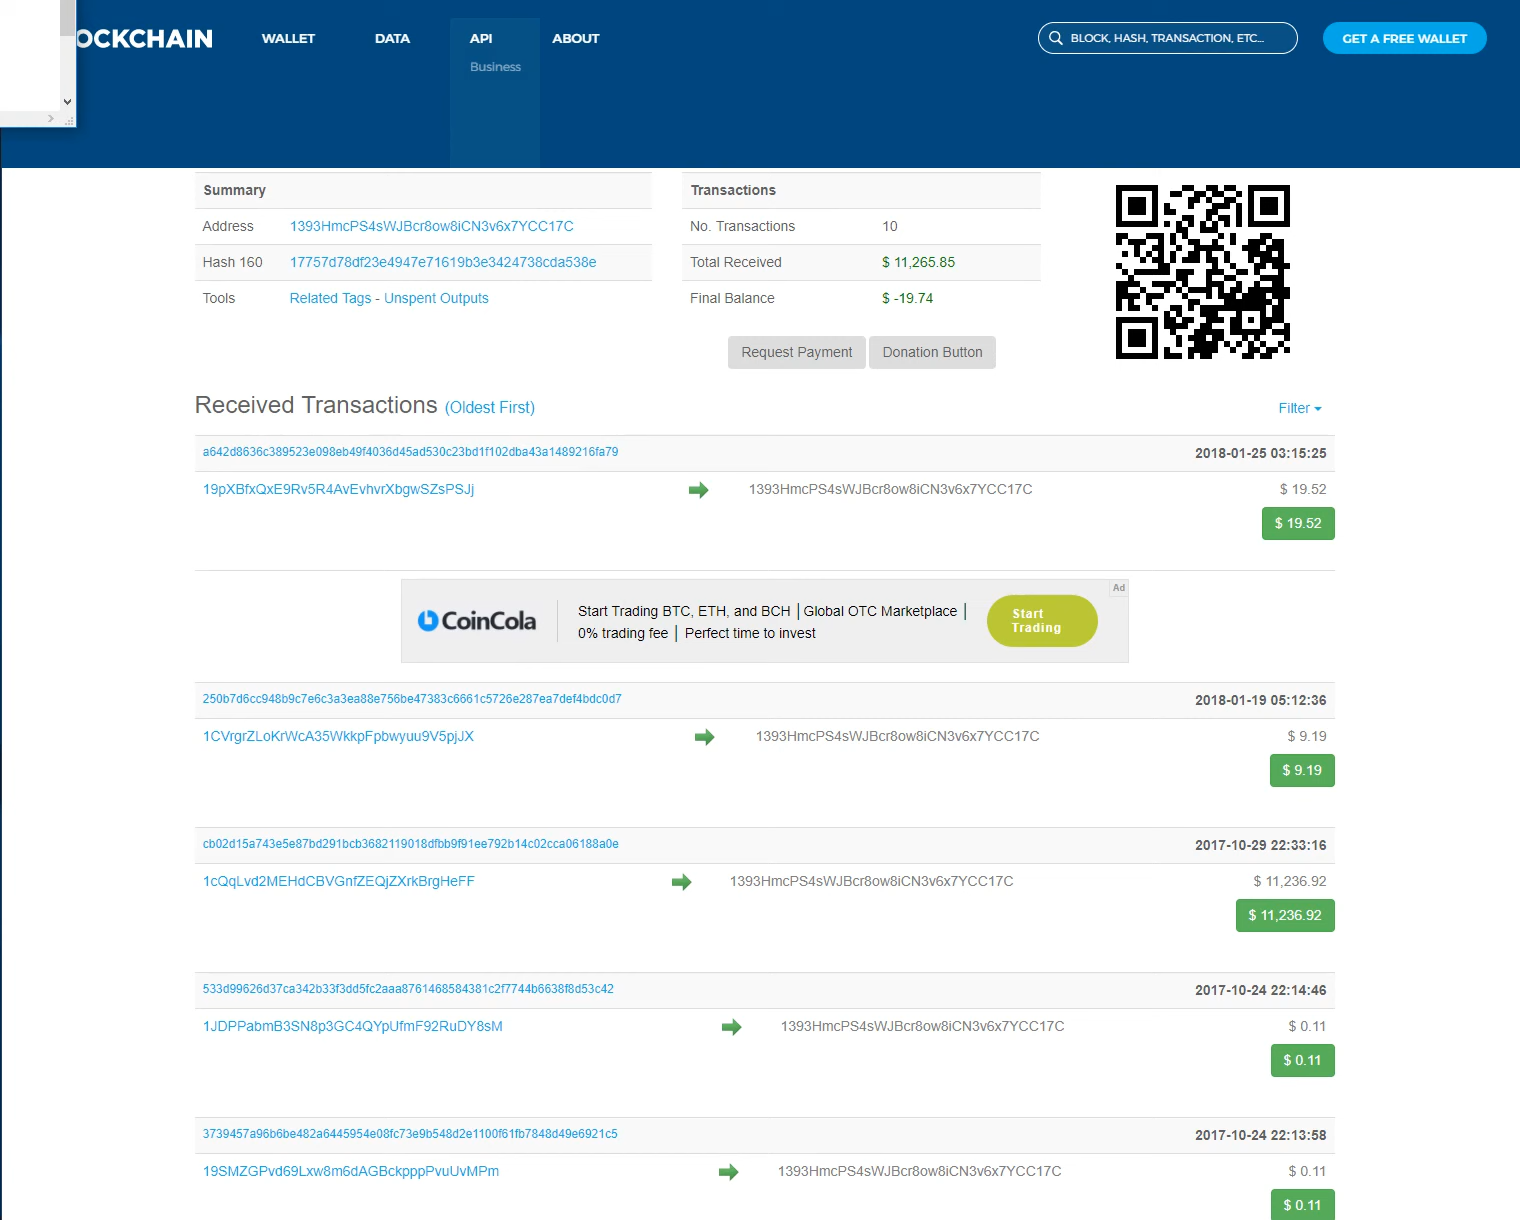 OCKCHAIN WALLET DATA API ABOUT BLOCK, HASH, TRANSACTION, ETC... GET A FREE WALLET
Business
Summary
Address 1393HmcPS4sWJBcr8ow8iCN3v6x7YCC17C
Hash 160 17757d78df23e4947e71619b3e3424738cda538e
Tools Related Tags - Unspent Outputs
Transactions
No. Transactions 10
Total Received $ 11,265.85
Final Balance $ -19.74
Request Payment Donation Button
Received Transactions (Oldest First) Filter
a642d8636c389523e098eb49f4036d45ad530c23bd1f102dba43a1489216fa79 2018-01-25 03:15:25
19pXBfxQxE9Rv5R4AvEvhvrXbgwSZsPSJj 1393HmcPS4sWJBcr8ow8iCN3v6x7YCC17C $ 19.52
$ 19.52
Ad
CoinCola
Start Trading BTC, ETH, and BCH | Global OTC Marketplace |
0% trading fee | Perfect time to invest
Start
Trading
250b7d6cc948b9c7e6c3a3ea88e756be47383c6661c5726e287ea7def4bdc0d7 2018-01-19 05:12:36
1CVrgrZLoKrWcA35WkkpFpbwyuu9V5pjJX 1393HmcPS4sWJBcr8ow8iCN3v6x7YCC17C $ 9.19
$ 9.19
cb02d15a743e5e87bd291bcb3682119018dfbb9f91ee792b14c02cca06188a0e 2017-10-29 22:33:16
1cQqLvd2MEHdCBVGnfZEQjZXrkBrgHeFF 1393HmcPS4sWJBcr8ow8iCN3v6x7YCC17C $ 11,236.92
$ 11,236.92
533d99626d37ca342b33f3dd5fc2aaa8761468584381c2f7744b6638f8d53c42 2017-10-24 22:14:46
1JDPPabmB3SN8p3GC4QYpUfmF92RuDY8sM 1393HmcPS4sWJBcr8ow8iCN3v6x7YCC17C $ 0.11
$ 0.11
3739457a96b6be482a6445954e08fc73e9b548d2e1100f61fb7848d49e6921c5 2017-10-24 22:13:58
19SMZGPvd69Lxw8m6dAGBckpppPvuUvMPm 1393HmcPS4sWJBcr8ow8iCN3v6x7YCC17C $ 0.11
$ 0.11